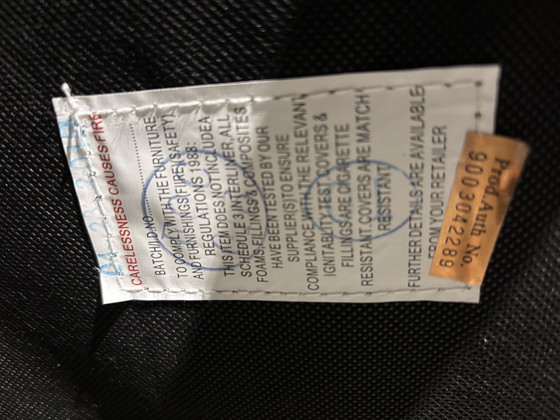 CARELESSNESS CAUSES FIRE
BATCH/ID NO..................
TO COMPLY WITH THE FURNITURE
AND FURNISHINGS (FIRE) (SAFETY)
REGULATIONS 1988:
THIS ITEM DOES NOT INCLUDE A
SCHEDULE 3 INTERLINER. ALL
FOAMS, FILLINGS & COMPOSITES
HAVE BEEN TESTED BY OUR
SUPPLIER(S) TO ENSURE
COMPLIANCE WITH THE RELEVANT
IGNITABILITY TEST. COVERS &
FILLINGS ARE CIGARETTE
RESISTANT. COVERS ARE MATCH
RESISTANT
FURTHER DETAILS ARE AVAILABLE
FROM YOUR RETAILER
Prod.Auth No.
9003042289